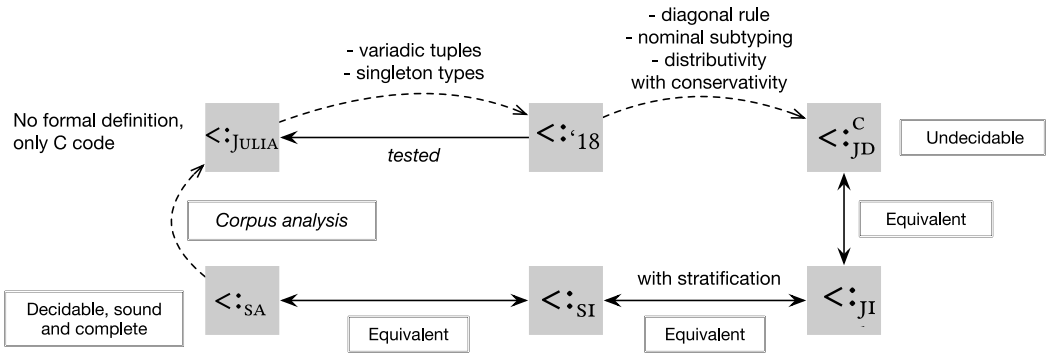 - diagonal rule
- variadic tuples
- nominal subtyping
- singleton types
- distributivity
with conservativity
No formal definition,
only C code
<:JULIA
<:‘18
<:C JD
Undecidable
tested
Corpus analysis
Equivalent
with stratification
Decidable, sound
and complete
<:SA
<:SI
<:JI
Equivalent
Equivalent